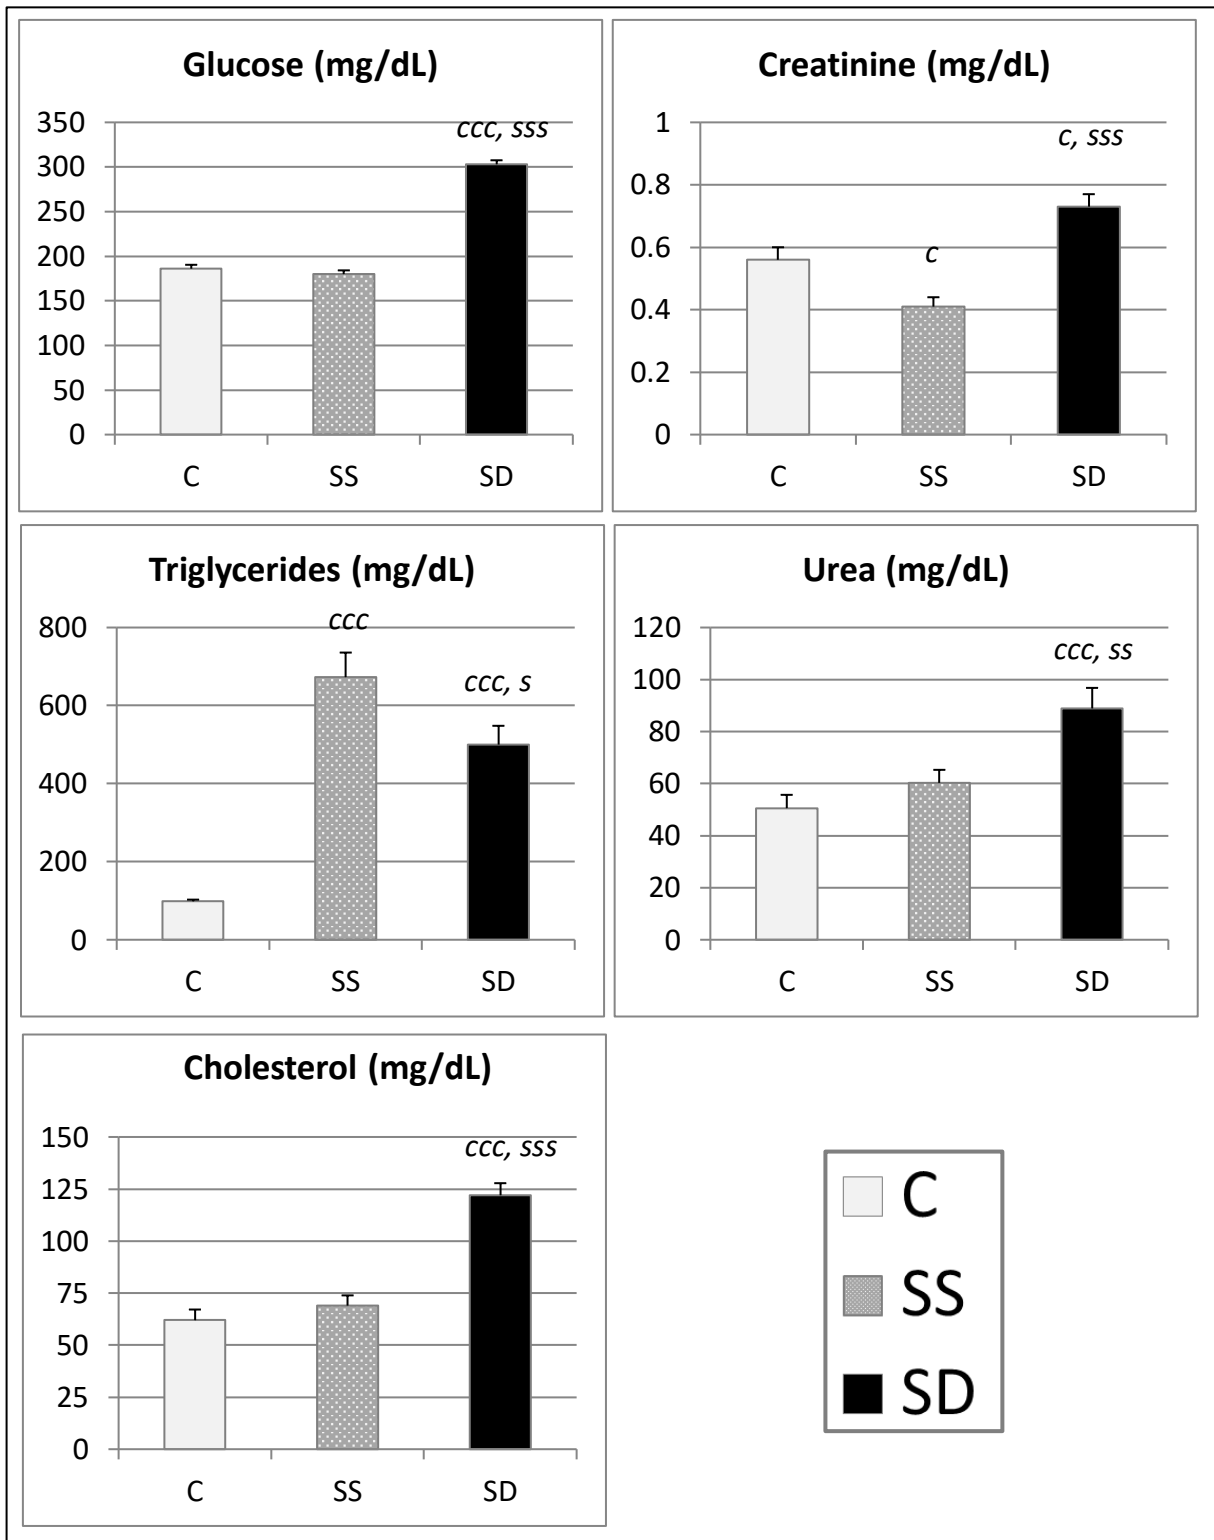 Glucose (mg/dL)
350
300
250
200
150
100
50
0
ccc, sss
C SS SD
Creatinine (mg/dL)
1
0.8
0.6
0.4
0.2
0
c
c, sss
C SS SD
Triglycerides (mg/dL)
800
600
400
200
0
ccc
ccc, s
C SS SD
Urea (mg/dL)
120
100
80
60
40
20
0
ccc, ss
C SS SD
Cholesterol (mg/dL)
150
125
100
75
50
25
0
ccc, sss
C SS SD
C
SS
SD